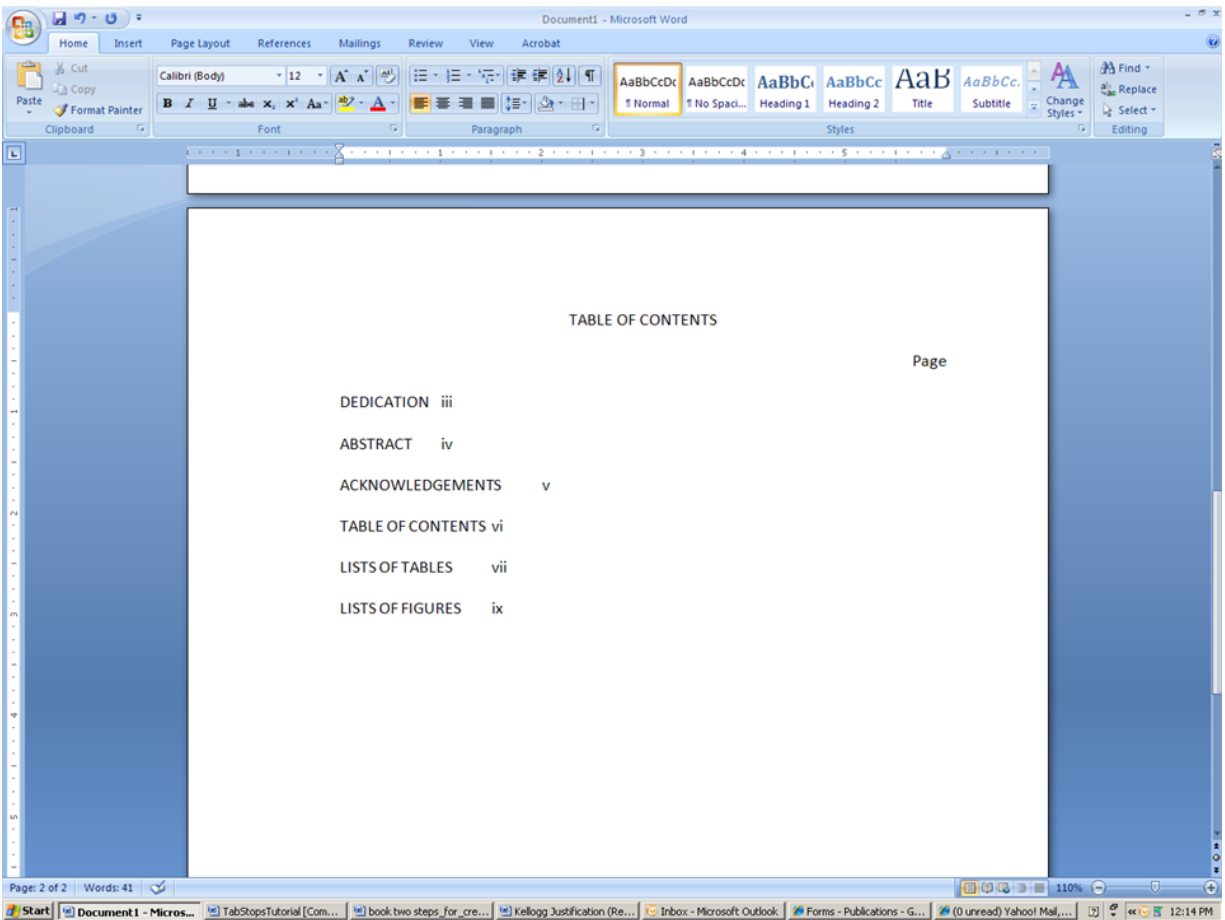 Document1 - Microsoft Word
Home Insert Page Layout References Mailings Review View Acrobat
Paste
Cut
Copy
Format Painter
Clipboard
Calibri (Body) 12
B I U abc x₂ x² Aa
Font
Paragraph
AaBbCcDc AaBbCcDc AaBbC AaBbCc AaB AaBbCc.
¶ Normal ¶ No Spaci... Heading 1 Heading 2 Title Subtitle
Change Styles
Styles
Find
Replace
Select
Editing
TABLE OF CONTENTS
Page
DEDICATION iii
ABSTRACT iv
ACKNOWLEDGEMENTS v
TABLE OF CONTENTS vi
LISTS OF TABLES vii
LISTS OF FIGURES ix
Page: 2 of 2 Words: 41 110%
Start Document1 - Micros... TabStopsTutorial [Com... book two steps_for_cre... Kellogg Justification (Re... Inbox - Microsoft Outlook Forms - Publications - G... (0 unread) Yahoo! Mail,... 12:14 PM